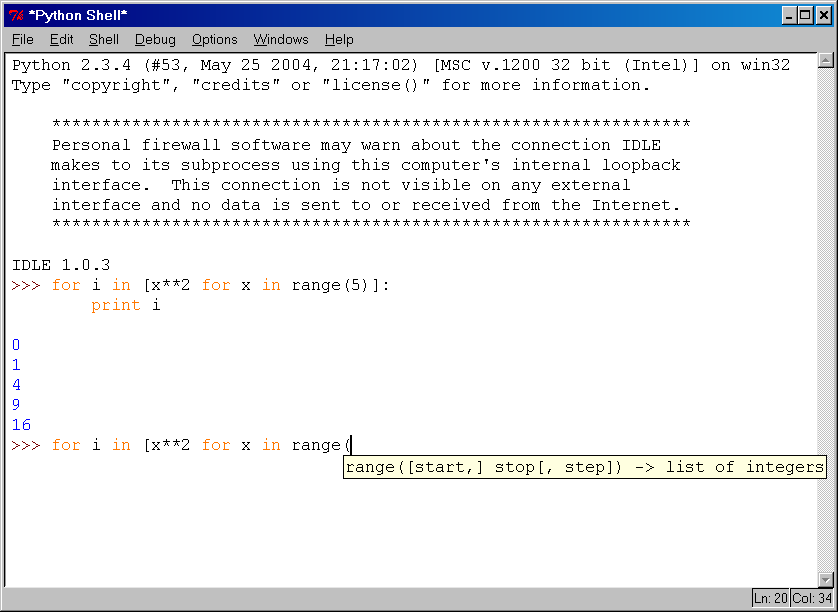 *Python Shell*
File Edit Shell Debug Options Windows Help
Python 2.3.4 (#53, May 25 2004, 21:17:02) [MSC v.1200 32 bit (Intel)] on win32
Type "copyright", "credits" or "license()" for more information.
****************************************************************
Personal firewall software may warn about the connection IDLE
makes to its subprocess using this computer's internal loopback
interface.  This connection is not visible on any external
interface and no data is sent to or received from the Internet.
****************************************************************
IDLE 1.0.3
>>> for i in [x**2 for x in range(5)]:
print i
0
1
4
9
16
>>> for i in [x**2 for x in range(
range([start,] stop[, step]) -> list of integers
Ln: 20 Col: 34